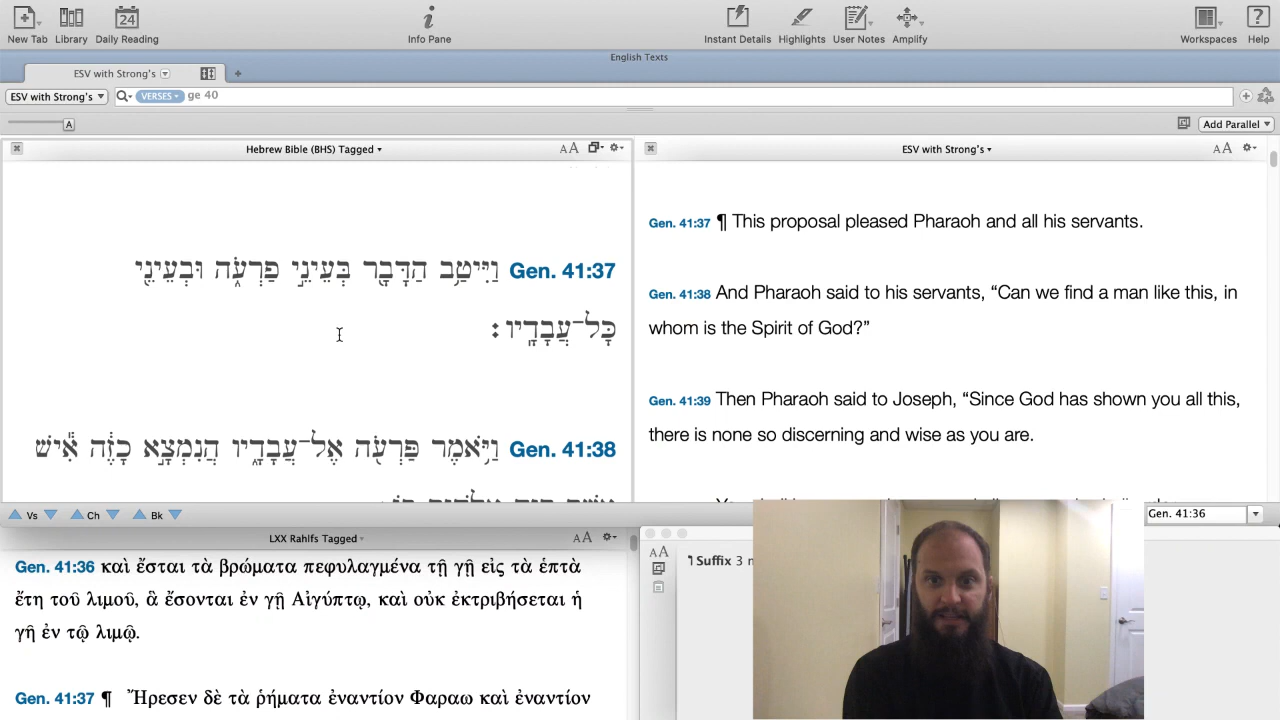 New Tab Library Daily Reading Info Pane Instant Details Highlights User Notes Amplify Workspaces Help
24
English Texts
ESV with Strong's
ESV with Strong's VERSES ge 40
A Add Parallel
Hebrew Bible (BHS) Tagged AA
וַיִּיטַ֥ב הַדָּבָ֖ר בְּעֵינֵ֣י פַרְעֹ֑ה וּבְעֵינֵ֖י Gen. 41:37
כָּל־עֲבָדָֽיו׃
וַיֹּ֥אמֶר פַּרְעֹ֖ה אֶל־עֲבָדָ֑יו הֲנִמְצָ֣א כָזֶ֔ה אִ֕ישׁ Gen. 41:38
ESV with Strong's AA
Gen. 41:37 ¶ This proposal pleased Pharaoh and all his servants.
Gen. 41:38 And Pharaoh said to his servants, “Can we find a man like this, in
whom is the Spirit of God?”
Gen. 41:39 Then Pharaoh said to Joseph, “Since God has shown you all this,
there is none so discerning and wise as you are.
Vs Ch Bk Gen. 41:36
LXX Rahlfs Tagged AA
Gen. 41:36 καὶ ἔσται τὰ βρώματα πεφυλαγμένα τῇ γῇ εἰς τὰ ἑπτὰ
ἔτη τοῦ λιμοῦ, ἃ ἔσονται ἐν γῇ Αἰγύπτῳ, καὶ οὐκ ἐκτριβήσεται ἡ
γῆ ἐν τῷ λιμῷ.
Gen. 41:37 ¶ Ἤρεσεν δὲ τὰ ῥήματα ἐναντίον Φαραω καὶ ἐναντίον
AA
Suffix 3